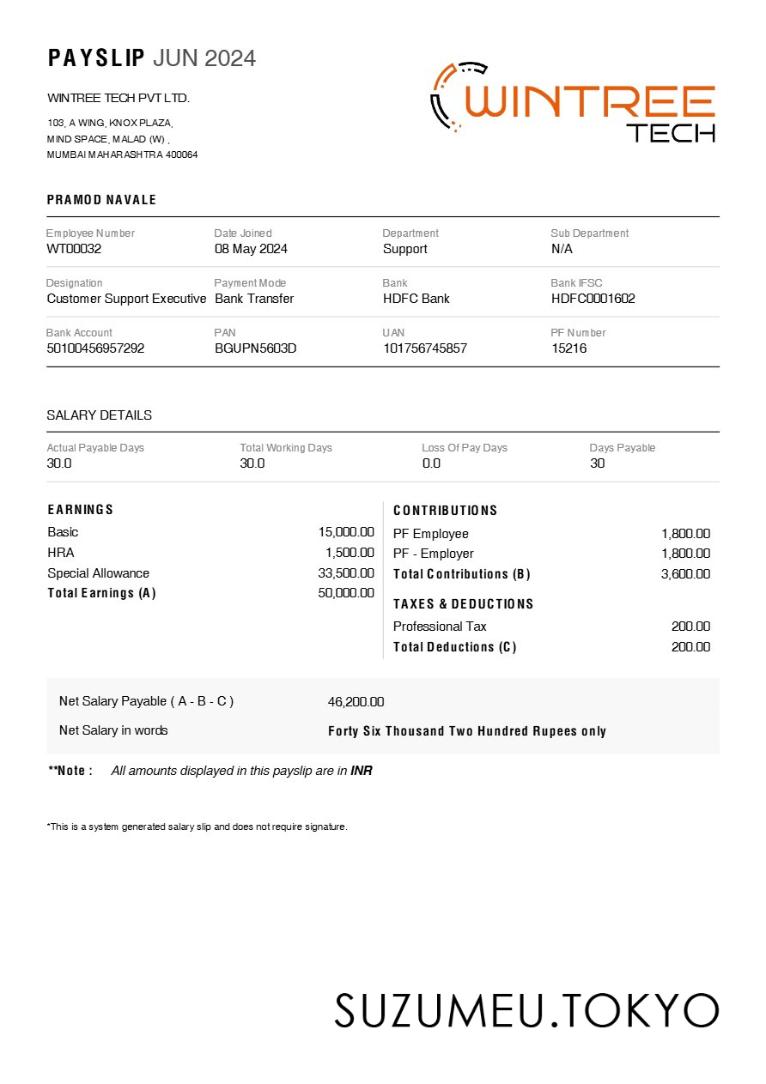 PAYSLIP JUN 2024
WINTREE TECH
WINTREE TECH PVT LTD.
103, A WING, KNOX PLAZA,
MIND SPACE, MALAD (W) ,
MUMBAI MAHARASHTRA 400064
PRAMOD NAVALE
Employee Number Date Joined Department Sub Department
WT00032 08 May 2024 Support N/A
Designation Payment Mode Bank Bank IFSC
Customer Support Executive Bank Transfer HDFC Bank HDFC0001602
Bank Account PAN UAN PF Number
50100456957292 BGUPN5603D 101756745857 15216
SALARY DETAILS
Actual Payable Days Total Working Days Loss Of Pay Days Days Payable
30.0 30.0 0.0 30
EARNINGS
Basic 15,000.00
HRA 1,500.00
Special Allowance 33,500.00
Total Earnings (A) 50,000.00
CONTRIBUTIONS
PF Employee 1,800.00
PF - Employer 1,800.00
Total Contributions (B) 3,600.00
TAXES & DEDUCTIONS
Professional Tax 200.00
Total Deductions (C) 200.00
Net Salary Payable ( A - B - C ) 46,200.00
Net Salary in words Forty Six Thousand Two Hundred Rupees only
**Note : All amounts displayed in this payslip are in INR
*This is a system generated salary slip and does not require signature.
SUZUMEU.TOKYO